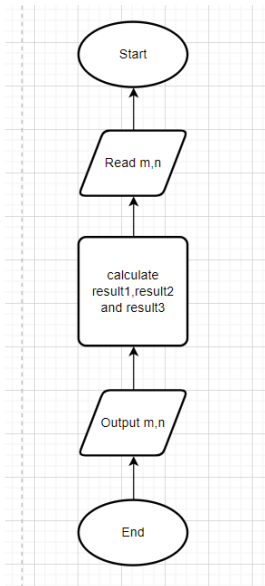 Start
Read m,n
calculate
result1,result2
and result3
Output m,n
End